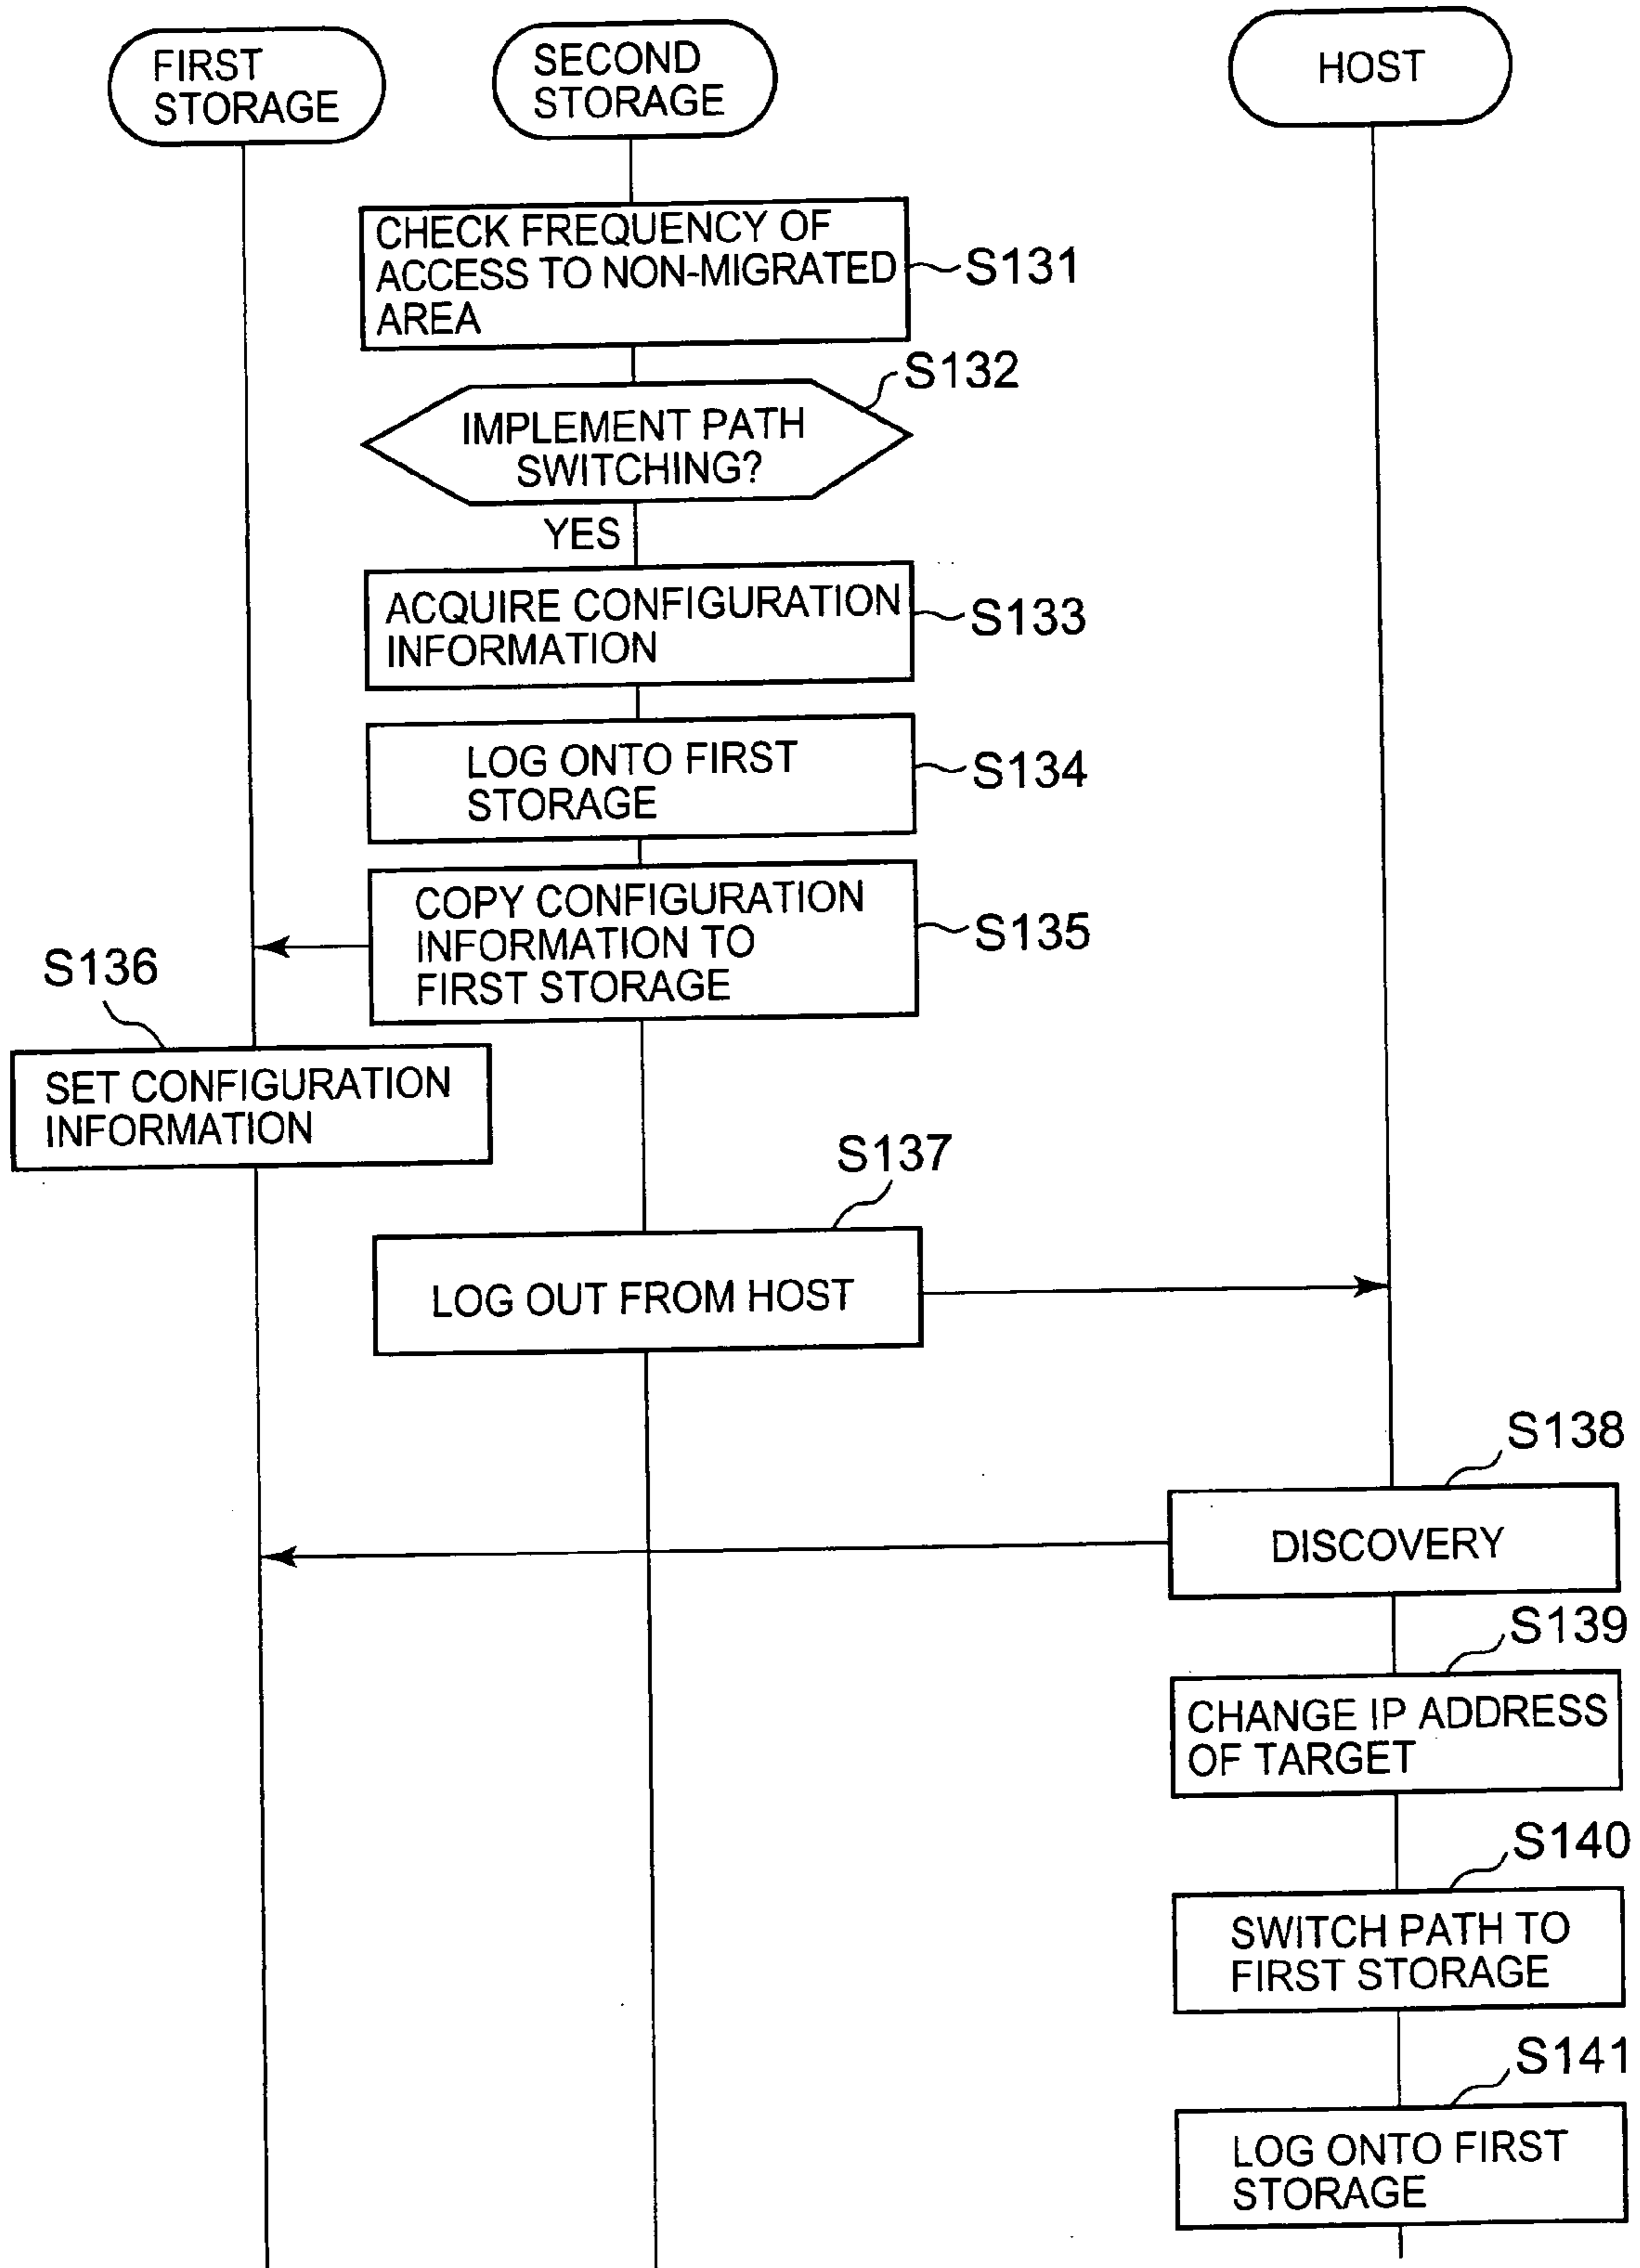 FIRST
STORAGE
SECOND
STORAGE
HOST
CHECK FREQUENCY OF
ACCESS TO NON-MIGRATED
AREA
S131
S132
IMPLEMENT PATH
SWITCHING?
YES
ACQUIRE CONFIGURATION
INFORMATION
S133
LOG ONTO FIRST
STORAGE
S134
COPY CONFIGURATION
INFORMATION TO
FIRST STORAGE
S135
S136
SET CONFIGURATION
INFORMATION
S137
LOG OUT FROM HOST
S138
DISCOVERY
S139
CHANGE IP ADDRESS
OF TARGET
S140
SWITCH PATH TO
FIRST STORAGE
S141
LOG ONTO FIRST
STORAGE